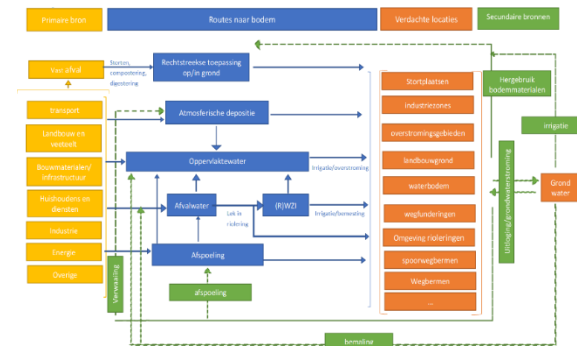 Primaire bron
Routes naar bodem
Verdachte locaties
Secundaire bronnen
van afval
Storten,
compostering,
digestering
Rechtstreekse toepassing
op/in grond
Stortplaatsen
Hergebruik
bodemmaterialen
transport
Atmosferische depositie
industriezones
irrigatie
Landbouw en
veeteelt
overstromingsgebieden
Bouwmaterialen/
infrastructuur
Oppervlaktewater
Irrigatie/overstroming
landbouwgrond
Uitloging/grondwaterstroming
Grond
water
Huishoudens en
diensten
waterbodem
Afvalwater
Lek in
riolering
(R)WZI
Irrigatie/bemesting
wegfunderingen
Industrie
Omgeving rioleringen
Energie
Afspoeling
spoorwegbermen
Overige
Verwaaiing
afspoeling
Wegbermen
...
bemaling